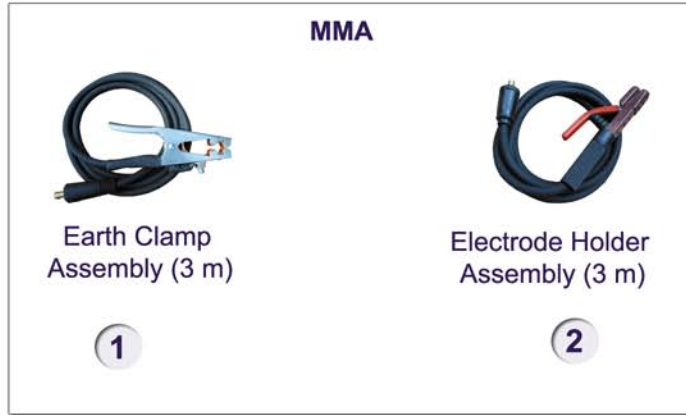 MMA
Earth Clamp
Assembly (3 m)
1
Electrode Holder
Assembly (3 m)
2